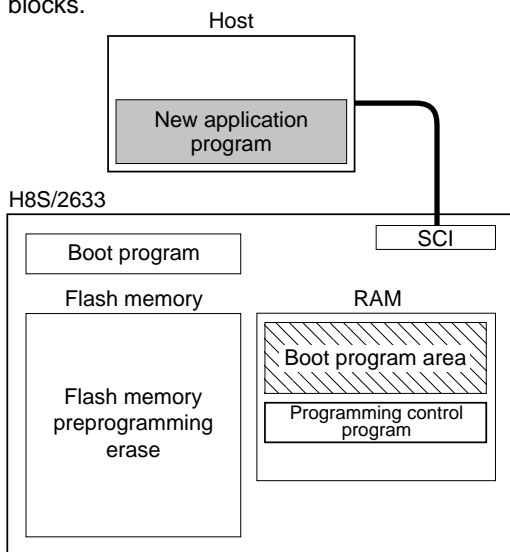 blocks.
Host
New application
program
H8S/2633
SCI
Boot program
Flash memory
RAM
Boot program area
Flash memory
preprogramming
erase
Programming control
program